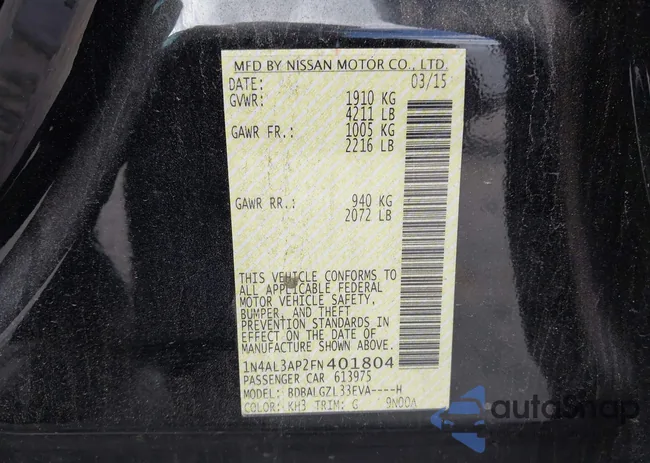 MFD BY NISSAN MOTOR CO., LTD.
DATE: 03/15
GVWR: 1910 KG
4211 LB
GAWR FR.: 1005 KG
2216 LB
GAWR RR.: 940 KG
2072 LB
THIS VEHICLE CONFORMS TO
ALL APPLICABLE FEDERAL
MOTOR VEHICLE SAFETY,
BUMPER, AND THEFT
PREVENTION STANDARDS IN
EFFECT ON THE DATE OF
MANUFACTURE SHOWN ABOVE.
1N4AL3AP2FN401804
PASSENGER CAR 613975
MODEL: BDBALGZL33EVA----H
COLOR: KH3 TRIM: G 9N00A
autoSnap